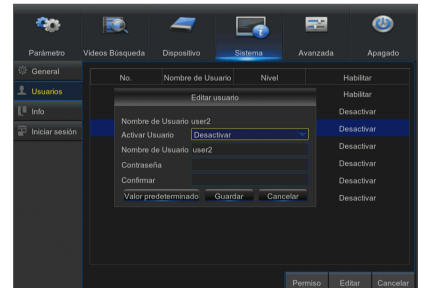 Parámetro Videos Búsqueda Dispositivo Sistema Avanzada Apagado
General
Usuarios
Info
Iniciar sesión
No. Nombre de Usuario Nivel Habilitar
Habilitar
Desactivar
Desactivar
Desactivar
Desactivar
Desactivar
Desactivar
Editar usuario
Nombre de Usuario user2
Activar Usuario Desactivar
Nombre de Usuario user2
Contraseña
Confirmar
Valor predeterminado Guardar Cancelar
Permiso Editar Cancelar